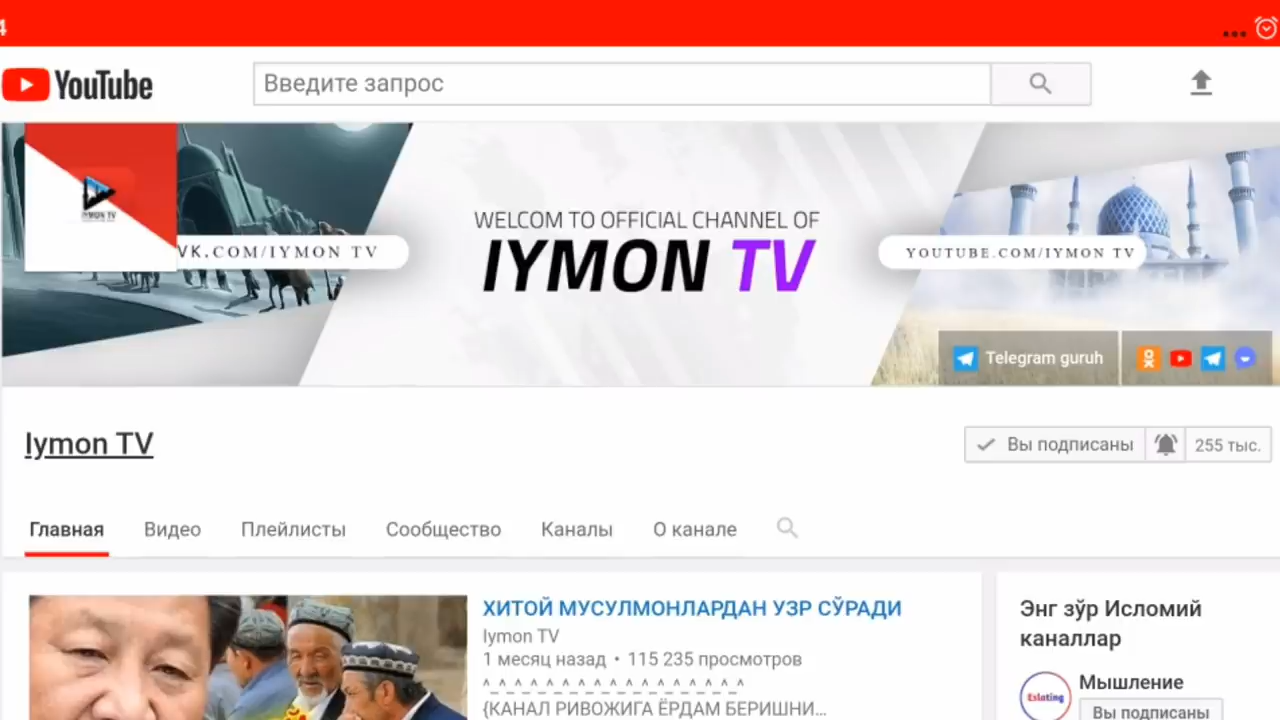 4
YouTube
Введите запрос
IYMON TV
VK.COM/IYMON TV
WELCOM TO OFFICIAL CHANNEL OF
IYMON TV
YOUTUBE.COM/IYMON TV
Telegram guruh
Iymon TV
Вы подписаны
255 тыс.
Главная Видео Плейлисты Сообщество Каналы О канале
ХИТОЙ МУСУЛМОНЛАРДАН УЗР СЎРАДИ
Iymon TV
1 месяц назад • 115 235 просмотров
{КАНАЛ РИВОЖИГА ЁРДАМ БЕРИШНИ...
Энг зўр Исломий
каналлар
Мышление
Eslating
Вы подписаны